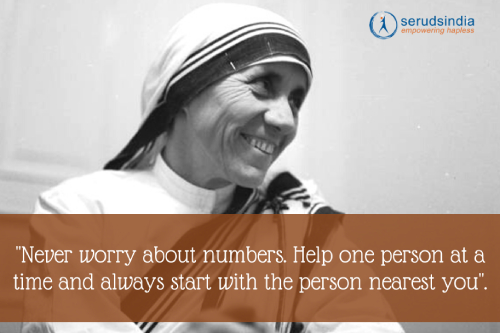 serudsindia
empowering hapless
"Never worry about numbers. Help one person at a
time and always start with the person nearest you".